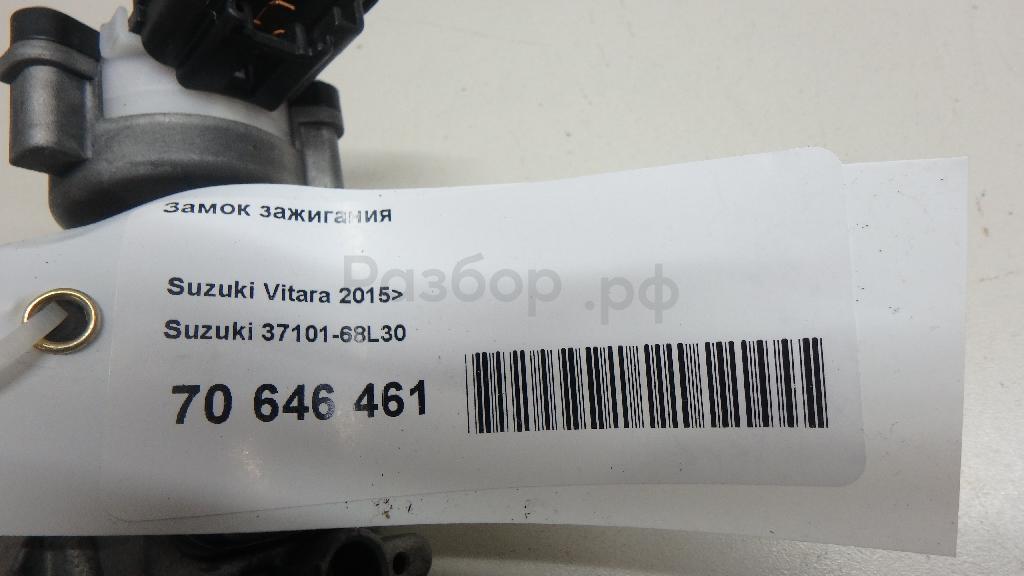 Замок зажигания
Разбор.рф
Suzuki Vitara 2015>
Suzuki 37101-68L30
70 646 461